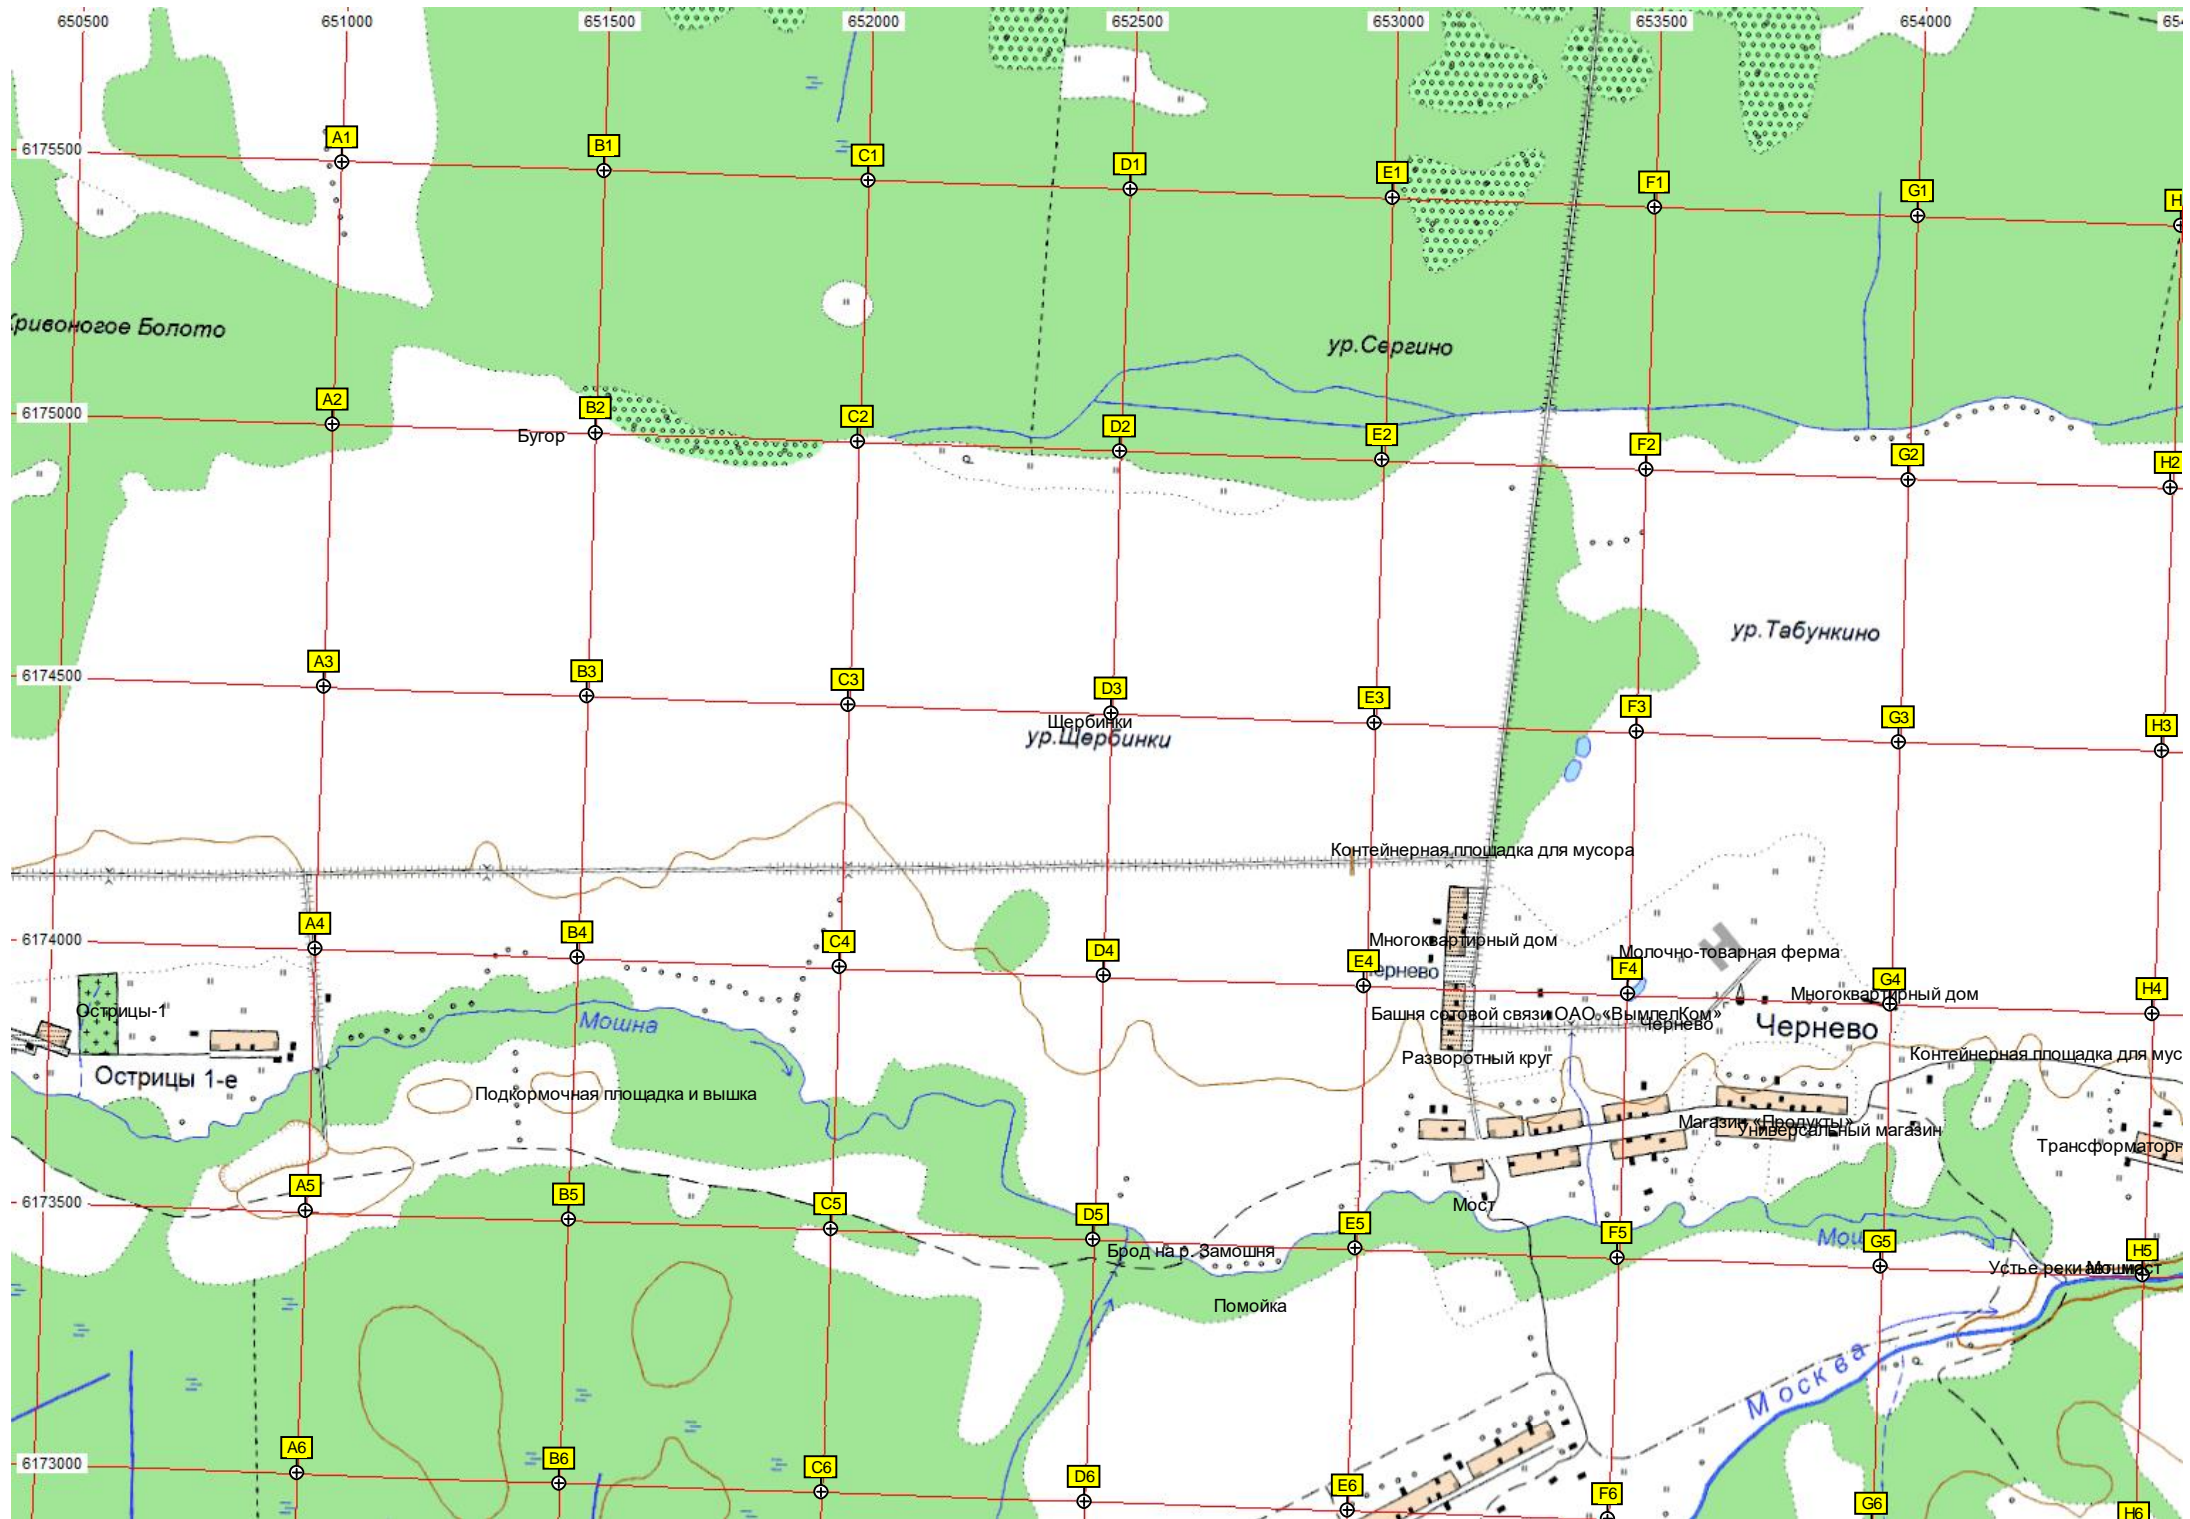 650500 651000 651500 652000 652500 653000 653500 654000
A1
B1
C1
D1
E1
F1
G1
6175500
Кривоногое Болото
ур.Сергино
A2
B2
C2
D2
E2
F2
G2
H2
6175000
Бугор
ур.Табункино
A3
B3
C3
D3
E3
F3
G3
H3
6174500
Щербинки
ур.Щербинки
Контейнерная площадка для мусора
A4
B4
C4
D4
E4
F4
G4
H4
6174000
Многоквартирный дом
Молочно-товарная ферма
Н
Многоквартирный дом
Острицы-1
Мошна
Башня сотовой связи ОАО «ВымпелКом»
Чернево
Чернево
Разворотный круг
Контейнерная площадка для мус
Острицы 1-е
Подкормочная площадка и вышка
Магазин «Продукты»
Универсальный магазин
A5
B5
C5
D5
E5
F5
G5
H5
6173500
Мост
Брод на р. Замошня
Помойка
Москва
A6
B6
C6
D6
E6
F6
G6
H6
6173000